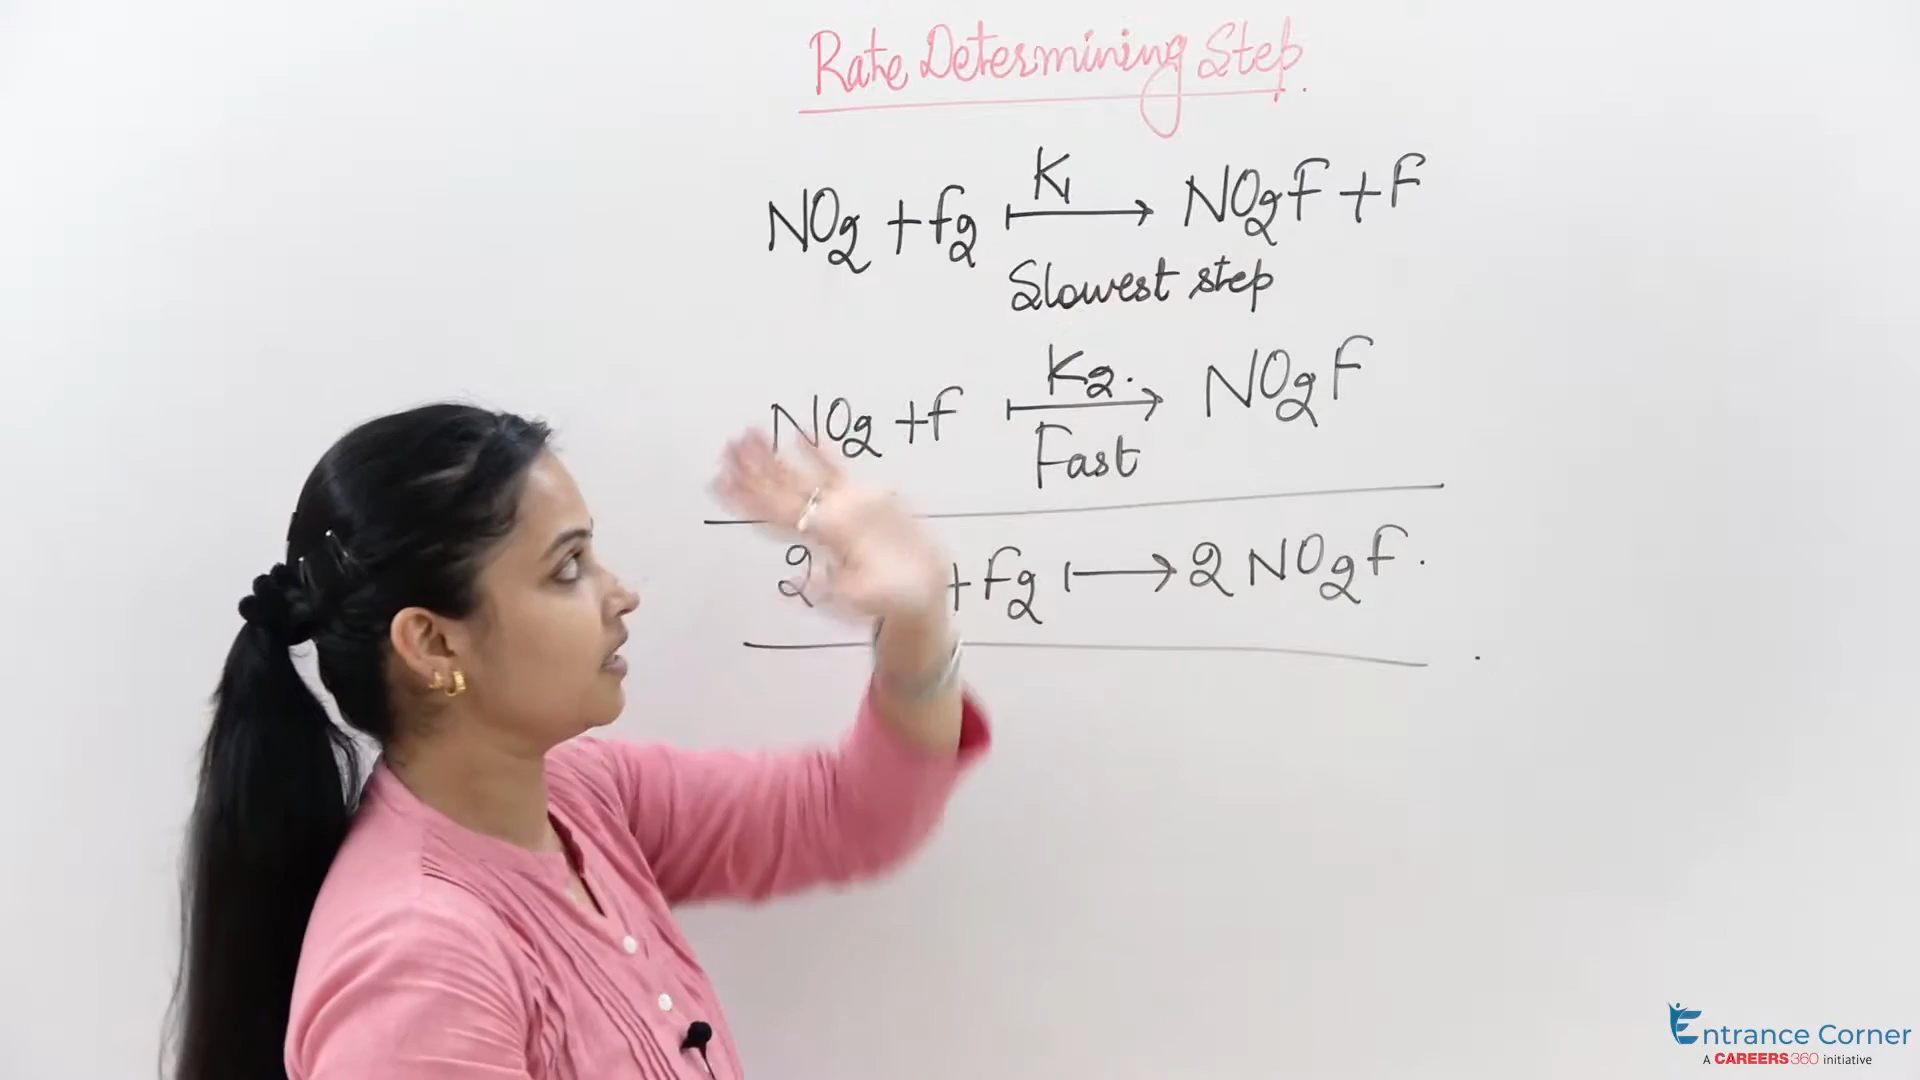 Rate Determining Step.
NO2 + f2 K1 ⟼ NO2F + F
Slowest step
NO2 + f K2. ⟼ NO2F
Fast
2 + F2 ⟼ 2 NO2F.
Entrance Corner
A CAREERS360 initiative